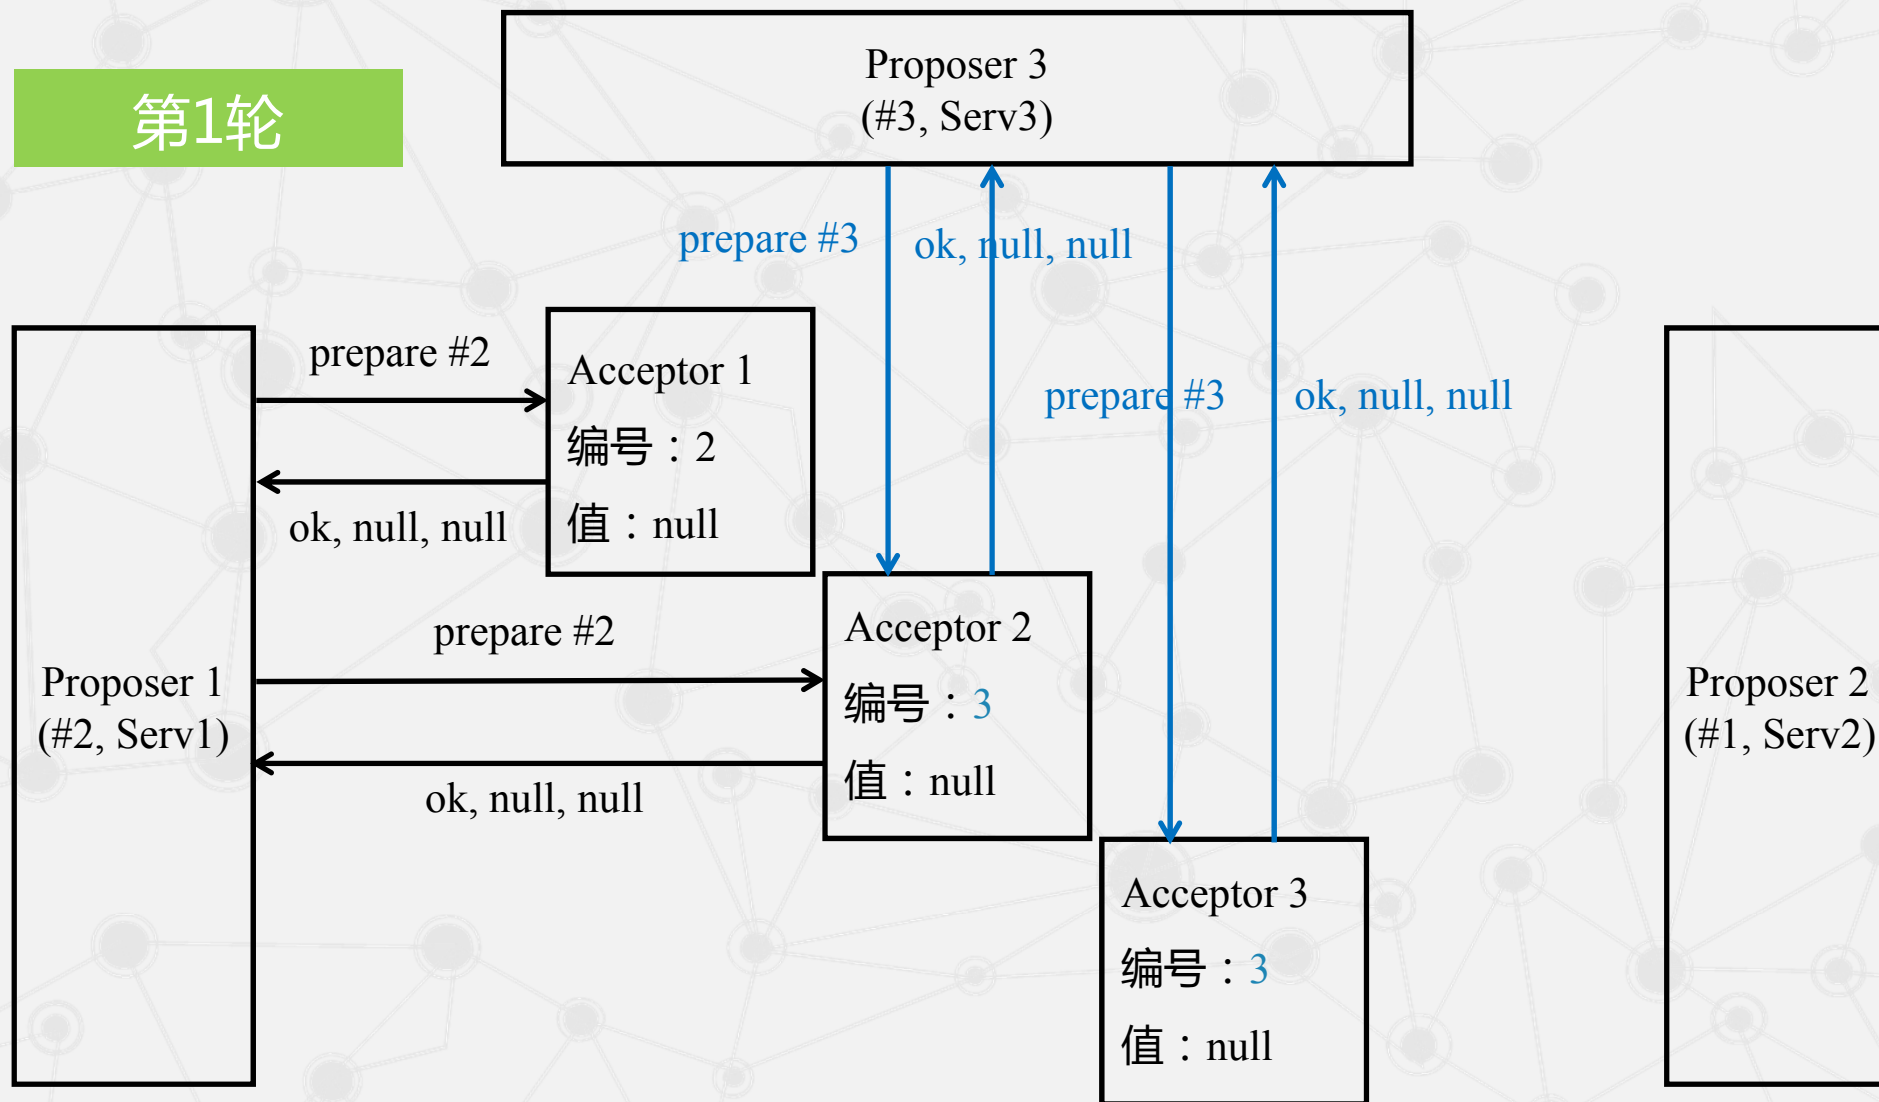 第1轮
Proposer 3
(#3, Serv3)
prepare #3
ok, null, null
prepare #3
ok, null, null
prepare #2
ok, null, null
Acceptor 1
编号：2
值：null
prepare #2
ok, null, null
Proposer 1
(#2, Serv1)
Acceptor 2
编号：3
值：null
Acceptor 3
编号：3
值：null
Proposer 2
(#1, Serv2)